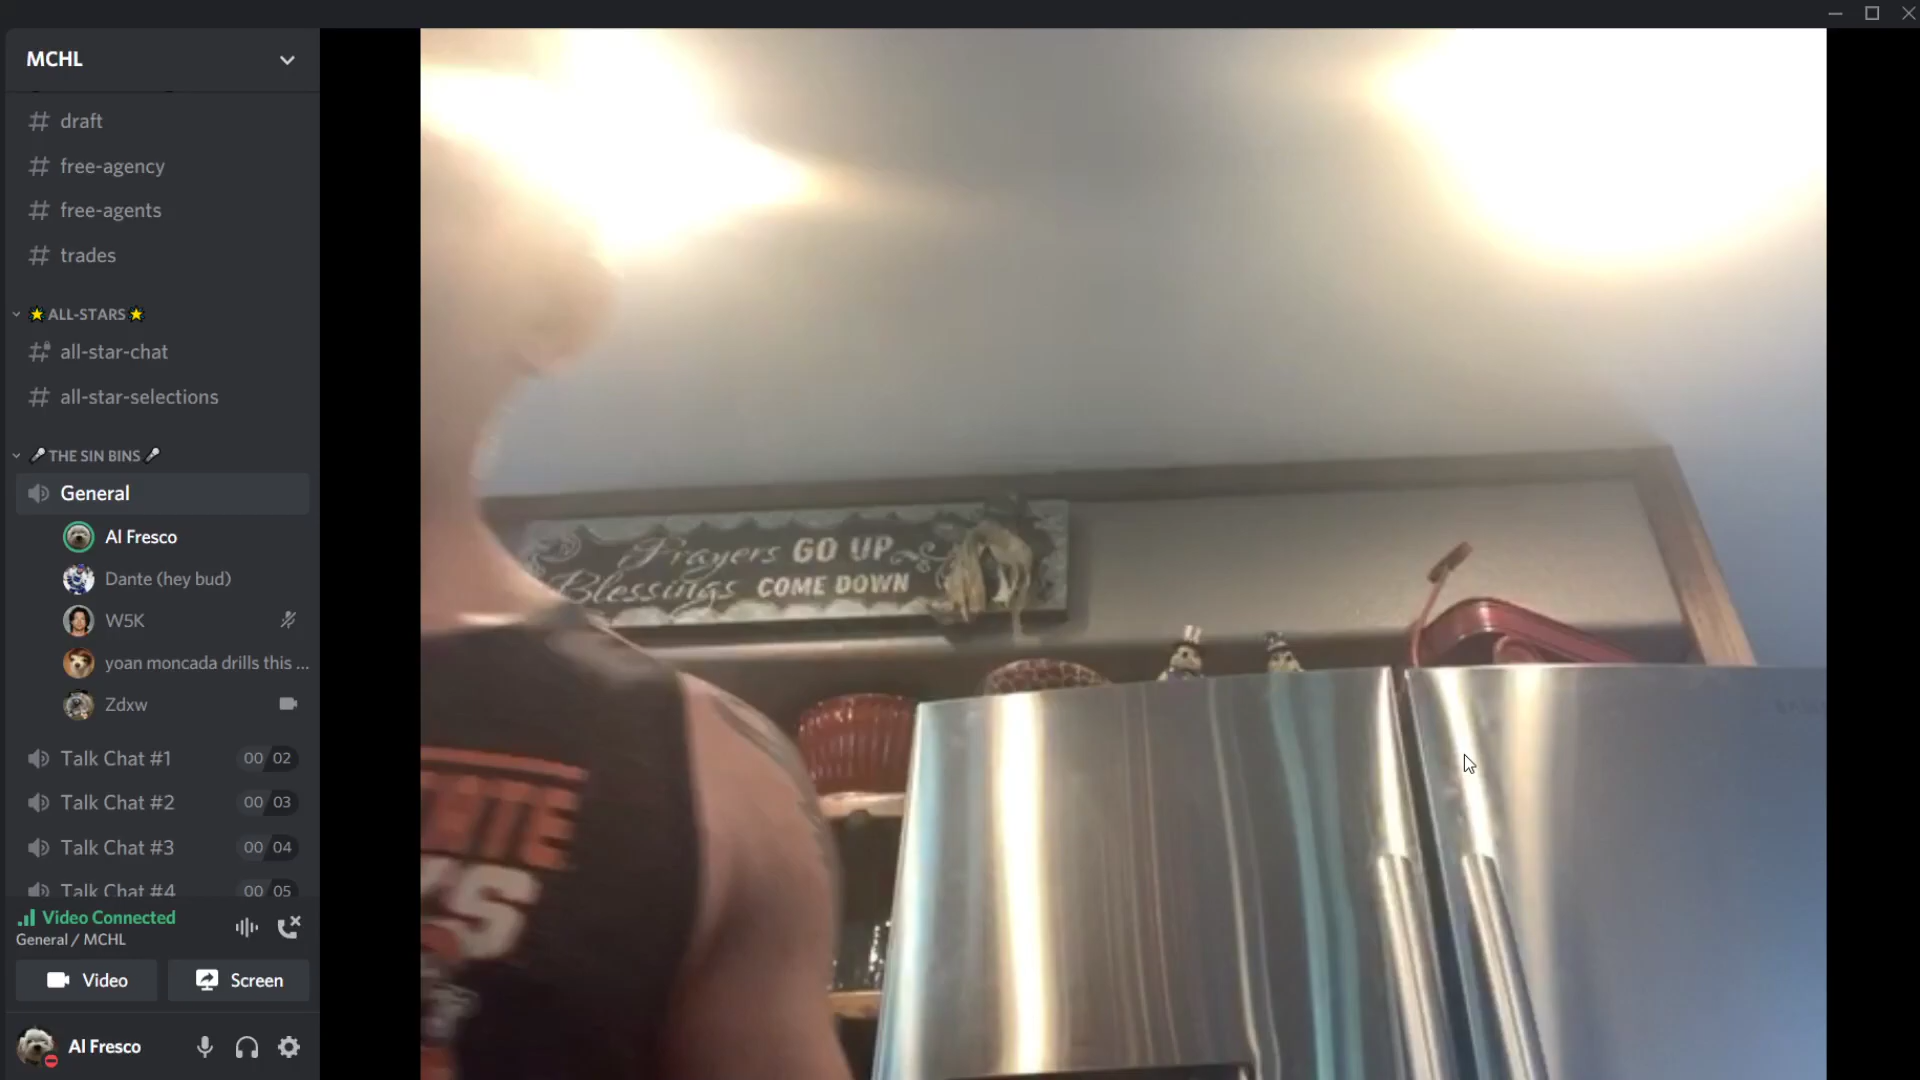 MCHL
draft
free-agency
free-agents
trades
ALL-STARS
all-star-chat
all-star-selections
THE SIN BINS
General
Al Fresco
Dante (hey bud)
W5K
yoan moncada drills this ...
Zdxw
Talk Chat #1 00 02
Talk Chat #2 00 03
Talk Chat #3 00 04
Talk Chat #4 00 05
Video Connected
General / MCHL
Video Screen
Al Fresco
Prayers GO UP
Blessings COME DOWN